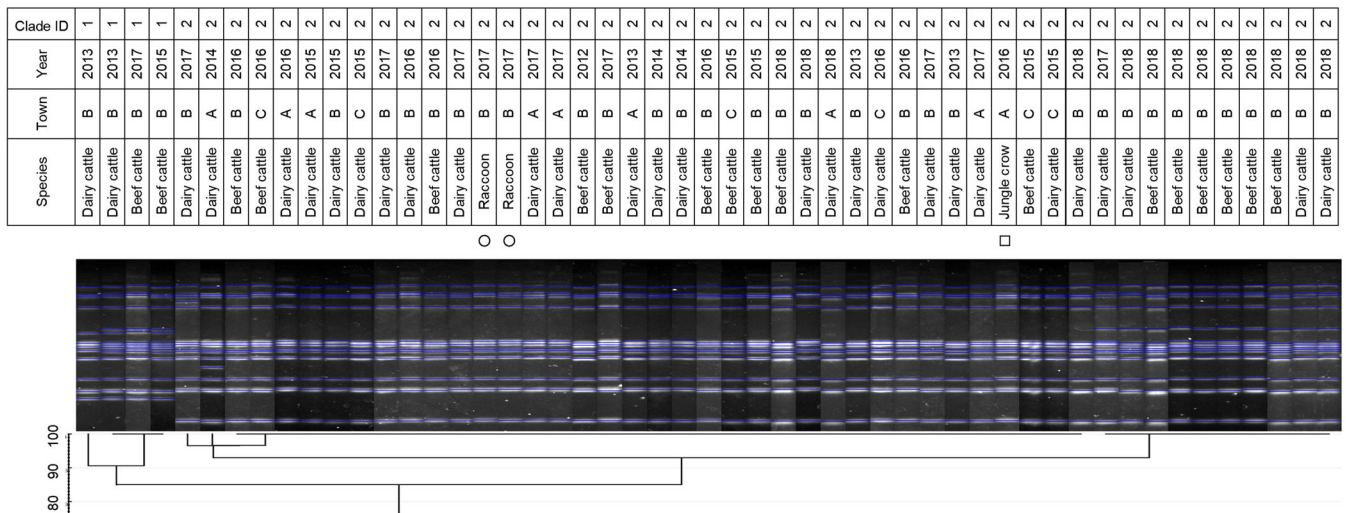 Clade ID 1 1 1 1 2 2 2 2 2 2 2 2 2 2 2 2 2 2 2 2 2 2 2 2 2 2 2 2 2 2 2 2 2 2 2 2 2 2 2 2 2 2 2 2 2 2 2 2 2 2 2
Year 2013 2013 2017 2015 2017 2014 2016 2016 2016 2015 2015 2015 2017 2016 2016 2017 2017 2017 2017 2017 2012 2017 2013 2014 2014 2016 2015 2015 2018 2018 2018 2013 2016 2016 2017 2013 2017 2016 2015 2015 2018 2017 2018 2018 2018 2018 2018 2018 2018 2018 2018
Town B B B B B A B C A A B C B B B B B B A A B B A B B B C B B B A B C B B B A A C C B B B B B B B B B B B
Species Dairy cattle Dairy cattle Beef cattle Beef cattle Dairy cattle Dairy cattle Beef cattle Beef cattle Dairy cattle Dairy cattle Dairy cattle Dairy cattle Dairy cattle Dairy cattle Beef cattle Dairy cattle Raccoon Raccoon Dairy cattle Dairy cattle Beef cattle Beef cattle Dairy cattle Dairy cattle Dairy cattle Beef cattle Beef cattle Beef cattle Beef cattle Dairy cattle Dairy cattle Dairy cattle Dairy cattle Beef cattle Dairy cattle Dairy cattle Dairy cattle Jungle crow Beef cattle Dairy cattle Dairy cattle Dairy cattle Dairy cattle Beef cattle Beef cattle Beef cattle Beef cattle Beef cattle Beef cattle Dairy cattle Dairy cattle
100
90
80